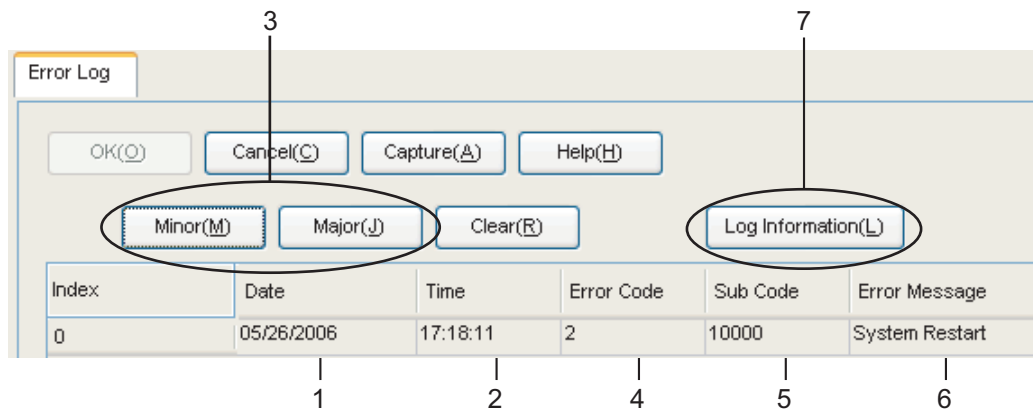 3 7
Error Log
OK(O) Cancel(C) Capture(A) Help(H)
Minor(M) Major(J) Clear(R) Log Information(L)
Index Date Time Error Code Sub Code Error Message
0 05/26/2006 17:18:11 2 10000 System Restart
1 2 4 5 6